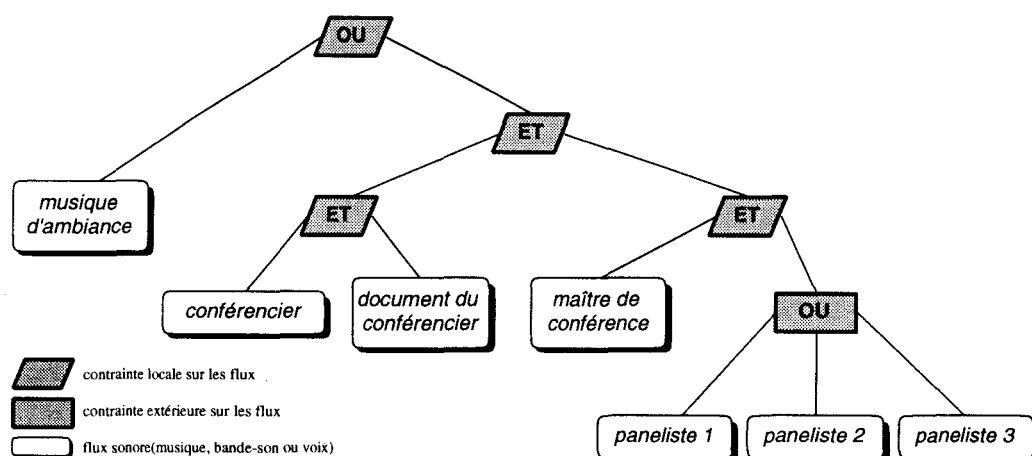 OU
ET
musique
d'ambiance
ET
ET
conférencier
document du
conférencier
maître de
conférence
OU
contrainte locale sur les flux
contrainte extérieure sur les flux
flux sonore(musique, bande-son ou voix)
paneliste 1
paneliste 2
paneliste 3